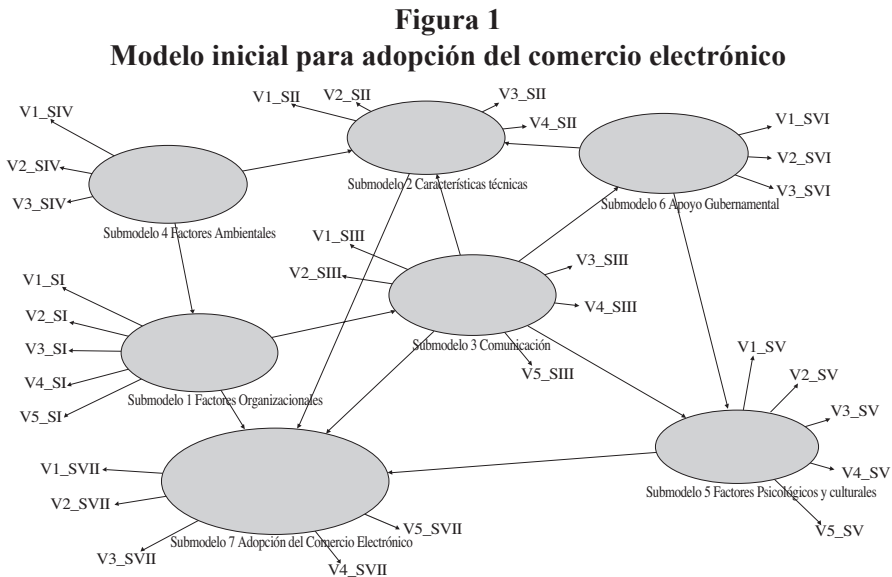 Figura 1
Modelo inicial para adopción del comercio electrónico
V1_SIV
V2_SIV
V3_SIV
Submodelo 4 Factores Ambientales
V1_SII
V2_SII
V3_SII
V4_SII
Submodelo 2 Características técnicas
V1_SVI
V2_SVI
V3_SVI
Submodelo 6 Apoyo Gubernamental
V1_SIII
V2_SIII
V3_SIII
V4_SIII
Submodelo 3 Comunicación
V5_SIII
V1_SI
V2_SI
V3_SI
V4_SI
V5_SI
Submodelo 1 Factores Organizacionales
V1_SV
V2_SV
V3_SV
V4_SV
Submodelo 5 Factores Psicológicos y culturales
V5_SV
V1_SVII
V2_SVII
V3_SVII
V4_SVII
V5_SVII
Submodelo 7 Adopción del Comercio Electrónico